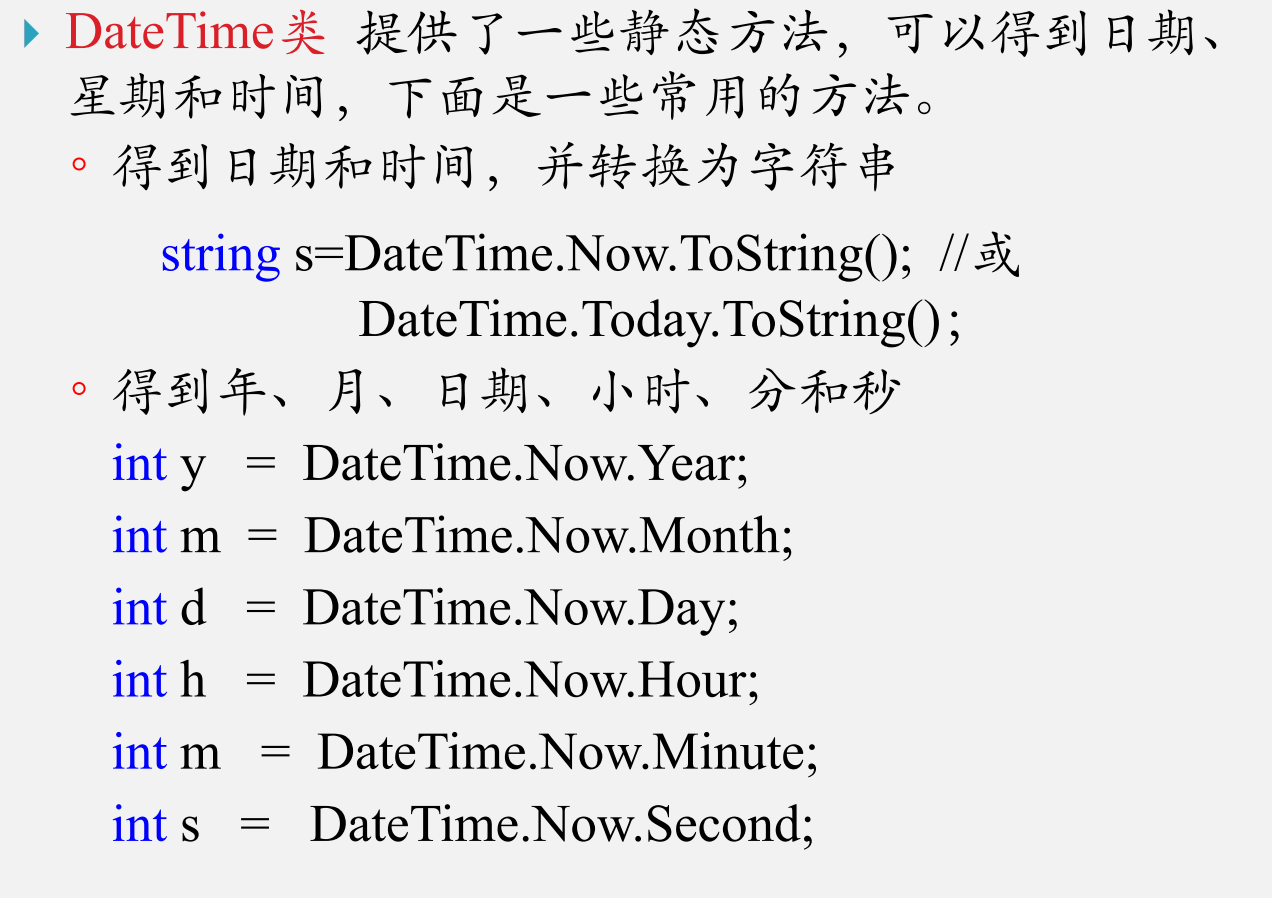 DateTime类 提供了一些静态方法，可以得到日期、
星期和时间，下面是一些常用的方法。
得到日期和时间，并转换为字符串
string s=DateTime.Now.ToString(); //或
DateTime.Today.ToString();
得到年、月、日期、小时、分和秒
int y = DateTime.Now.Year;
int m = DateTime.Now.Month;
int d = DateTime.Now.Day;
int h = DateTime.Now.Hour;
int m = DateTime.Now.Minute;
int s = DateTime.Now.Second;